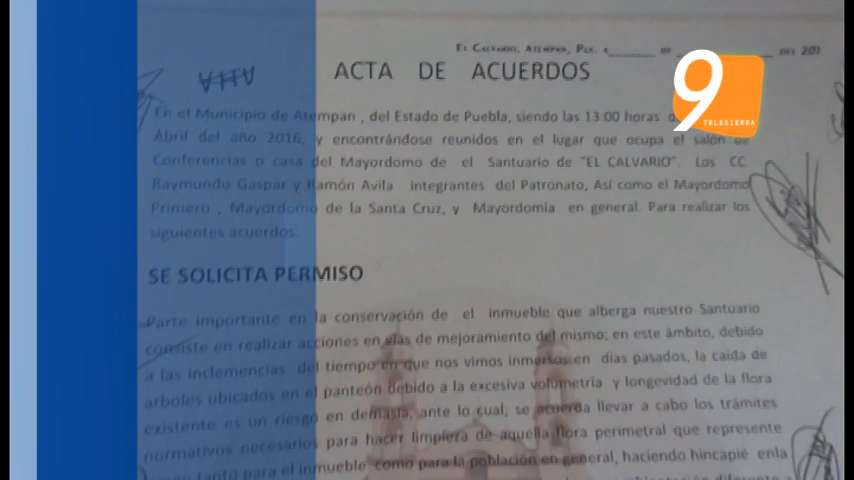 EL CALVARIO, ATEMPAN, PUE. A______ DE ____________ DEL 201
ACTA DE ACUERDOS
9
TELESIERRA
En el Municipio de Atempan , del Estado de Puebla, siendo las 13:00 horas
Abril del año 2016, y encontrándose reunidos en el lugar que ocupa el salón de
Conferencias o casa del Mayordomo de el Santuario de "EL CALVARIO". Los CC.
Raymundo Gaspar y Ramón Avila integrantes del Patronato, Así como el Mayordomo
Primero , Mayordomo de la Santa Cruz, y Mayordomia en general. Para realizar los
siguientes acuerdos:
SE SOLICITA PERMISO
Parte importante en la conservación de el inmueble que alberga nuestro Santuario
consiste en realizar acciones en vías de mejoramiento del mismo; en este ámbito, debido
a las inclemencias del tiempo en que nos vimos inmersos en días pasados, la caída de
arboles ubicados en el panteón debido a la excesiva volumetría y longevidad de la flora
existente es un riesgo en demasía, ante lo cual; se acuerda llevar a cabo los trámites
normativos necesarios para hacer limpieza de aquella flora perimetral que represente
tanto para el inmueble como para la población en general, haciendo hincapié en la